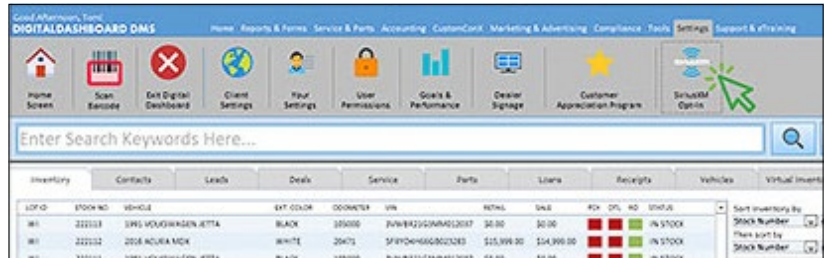 Good Afternoon, Tom!
DIGITALDASHBOARD DMS
Home Reports & Forms Service & Parts Accounting CustomConX Marketing & Advertising Compliance Tools Settings Support & eTraining
Home Screen
Scan Barcode
Exit Digital Dashboard
Client Settings
Your Settings
User Permissions
Goals & Performance
Dealer Signage
Customer Appreciation Program
SiriusXM Opt-In
Enter Search Keywords Here...
Inventory Contacts Leads Deals Service Parts Loans Receipts Vehicles Virtual Invent
LOT ID STOCK NO VEHICLE EXT. COLOR ODOMETER VIN RETAIL SALE STATUS
222113 1991 VOLKSWAGEN JETTA BLACK 105000 $0.00 $0.00 IN STOCK
222112 2016 ACURA MDX WHITE 20471 $15,999.00 $14,999.00 IN STOCK
Sort Inventory By
Stock Number
Then sort by
Stock Number